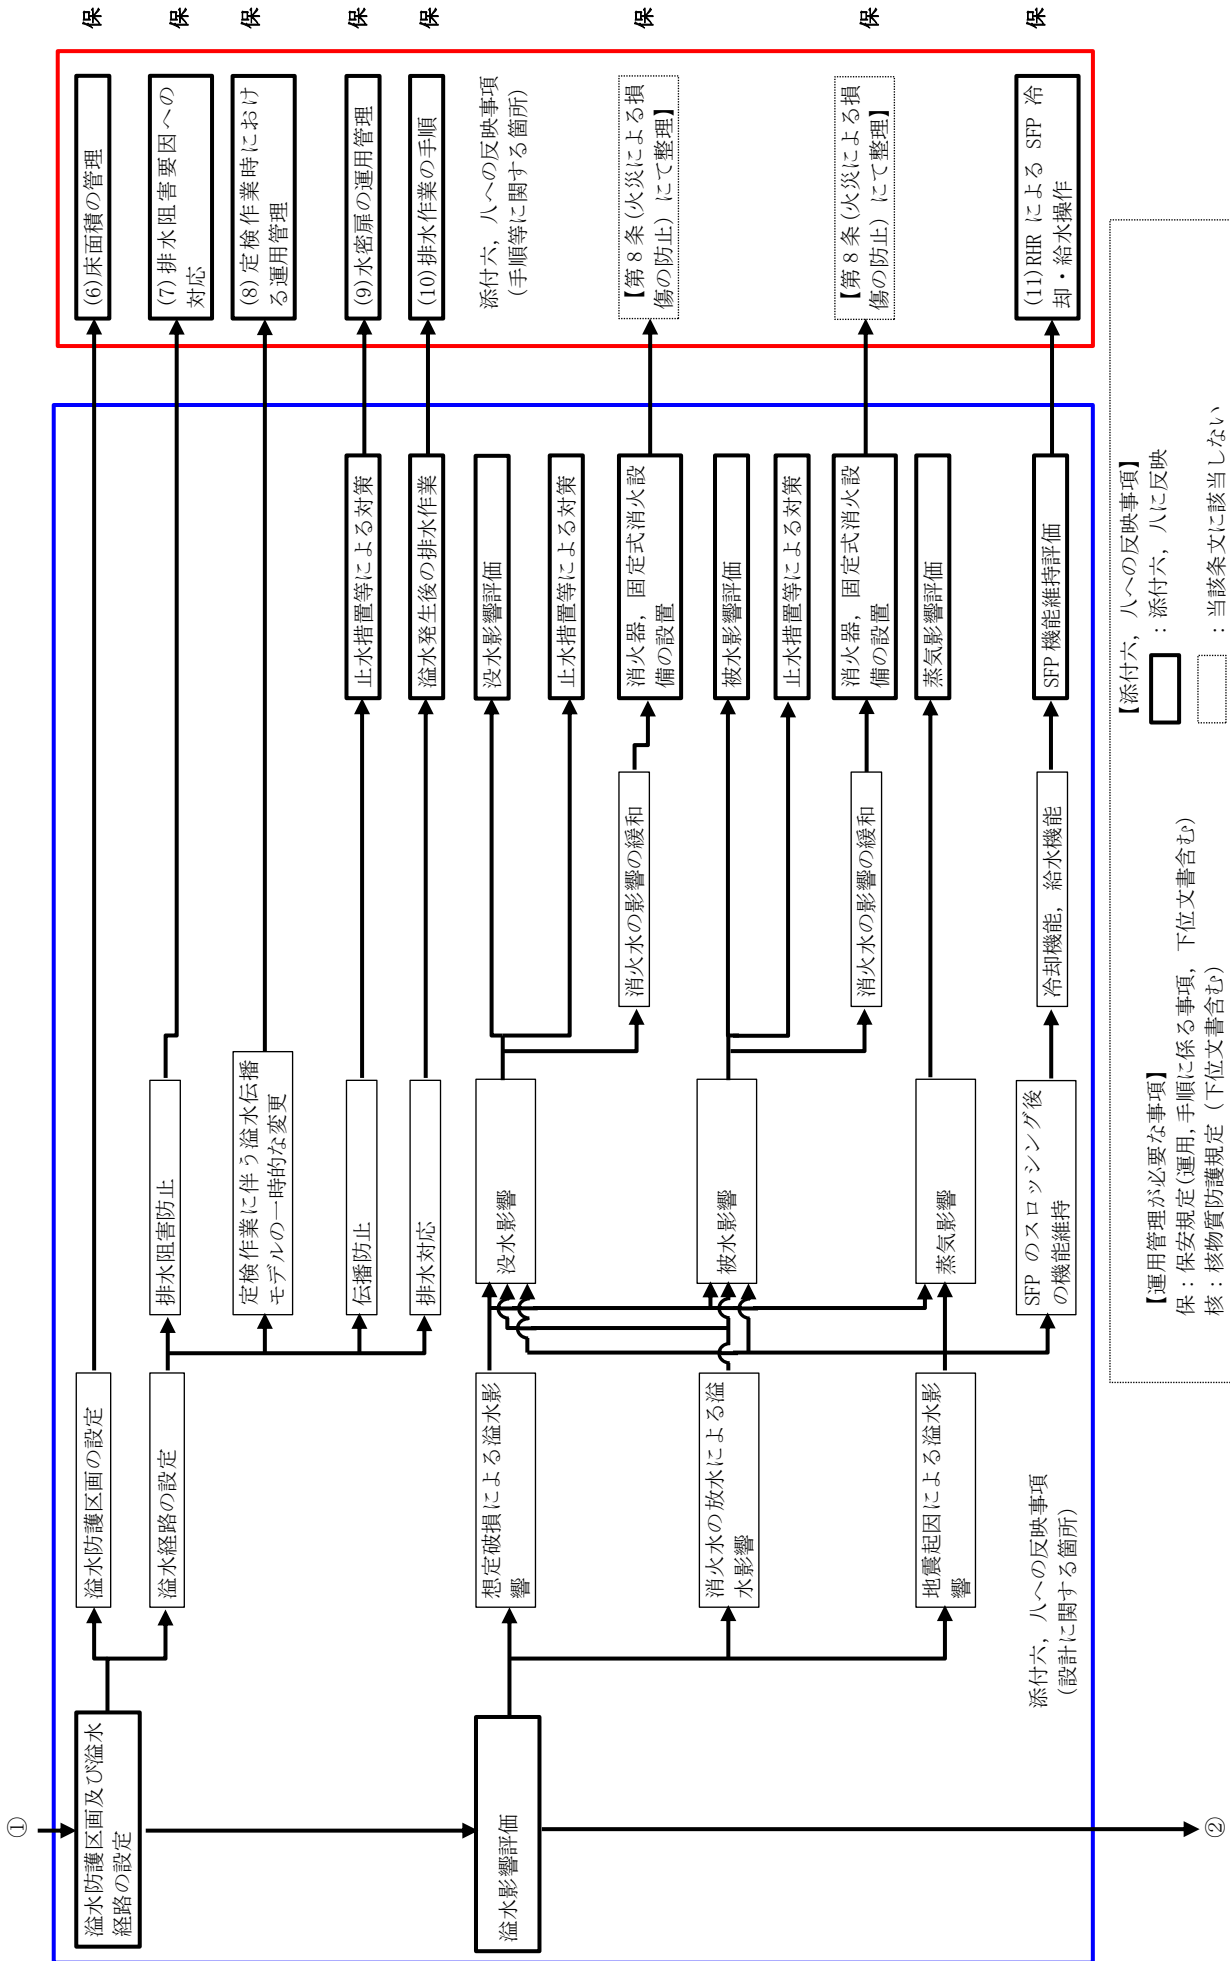 ①
溢水防護区画及び溢水
経路の設定
溢水防護区画の設定
(6)床面積の管理
保
溢水経路の設定
排水阻害防止
(7)排水阻害要因への
対応
保
定検作業に伴う溢水伝播
モデルの一時的な変更
(8)定検作業時におけ
る運用管理
保
伝播防止
止水措置等による対策
(9)水密扉の運用管理
保
排水対応
溢水発生後の排水作業
(10)排水作業の手順
保
溢水影響評価
想定破損による溢水影
響
没水影響
没水影響評価
添付六，八への反映事項
(手順等に関する箇所)
止水措置等による対策
消火水の影響の緩和
消火器，固定式消火設
備の設置
【第8条(火災による損
傷の防止）にて整理】
保
消火水の放水による溢
水影響
被水影響
被水影響評価
止水措置等による対策
消火水の影響の緩和
消火器，固定式消火設
備の設置
【第8条(火災による損
傷の防止）にて整理】
保
地震起因による溢水影
響
蒸気影響
蒸気影響評価
SFP のスロッシング後
の機能維持
冷却機能，給水機能
SFP 機能維持評価
(11)RHR による SFP 冷
却・給水操作
保
添付六，八への反映事項
(設計に関する箇所)
②
【運用管理が必要な事項】
保：保安規定(運用,手順に係る事項，下位文書含む)
核：核物質防護規定（下位文書含む)
【添付六，八への反映事項】
：添付六，八に反映
：当該条文に該当しない